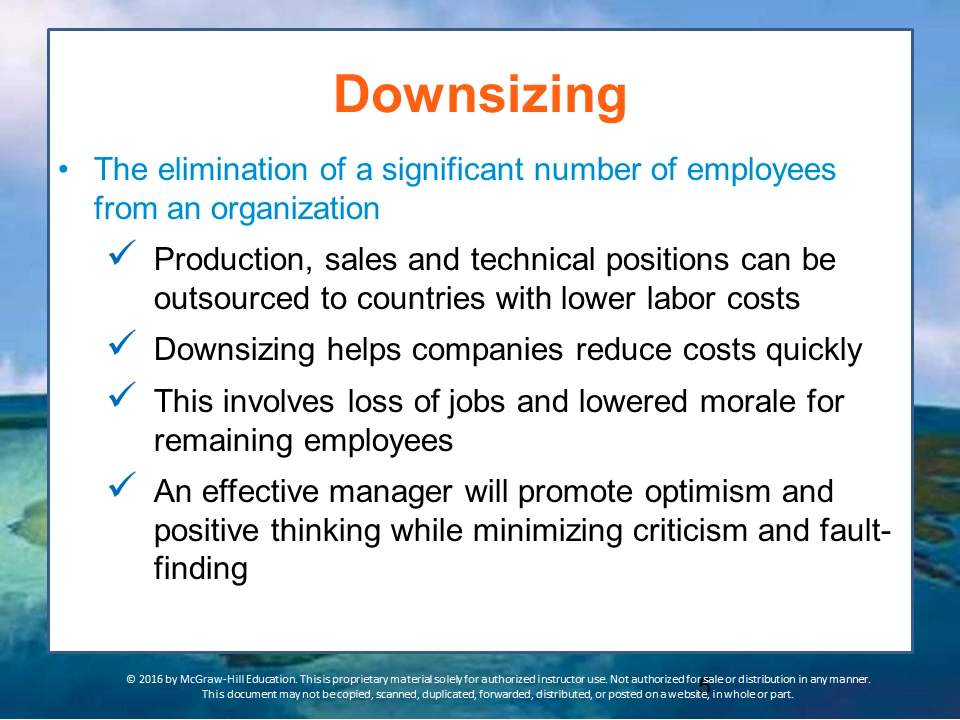 Downsizing
• The elimination of a significant number of employees
from an organization
✓ Production, sales and technical positions can be
outsourced to countries with lower labor costs
✓ Downsizing helps companies reduce costs quickly
✓ This involves loss of jobs and lowered morale for
remaining employees
✓ An effective manager will promote optimism and
positive thinking while minimizing criticism and fault-
finding
© 2016 by McGraw-Hill Education. This is proprietary material solely for authorized instructor use. Not authorized for sale or distribution in any manner.
This document may not be copied, scanned, duplicated, forwarded, distributed, or posted on a website, in whole or part.
5